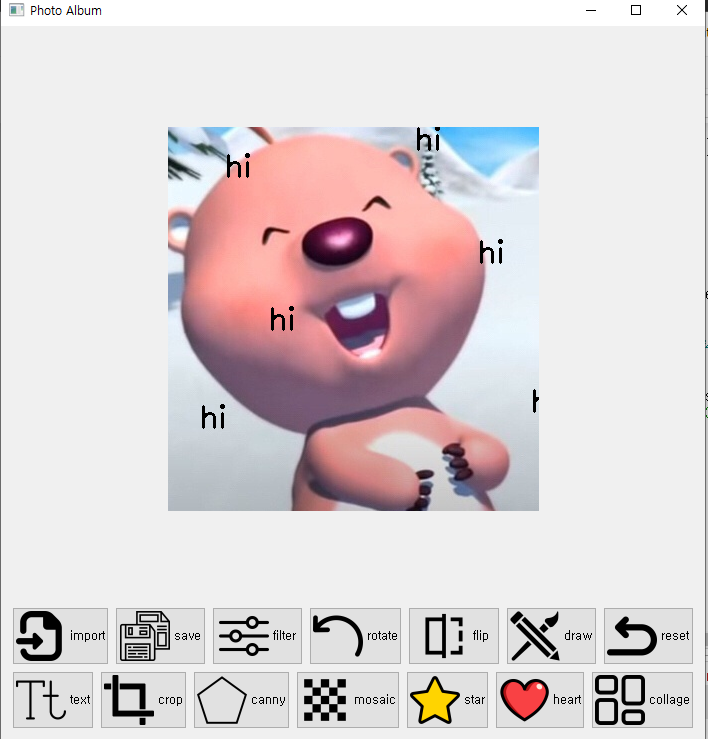 Photo Album
hi
hi
hi
hi
hi
import save filter rotate flip draw reset
Tt text crop canny mosaic star heart collage